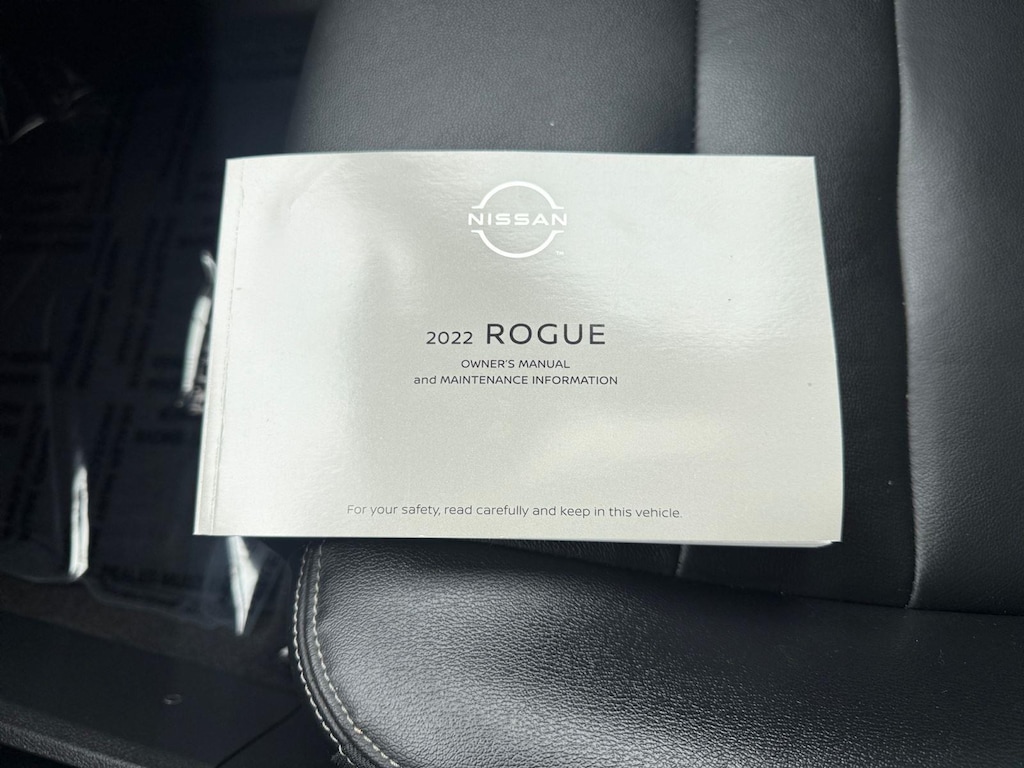 NISSAN
2022 ROGUE
OWNER'S MANUAL
and MAINTENANCE INFORMATION
For your safety, read carefully and keep in this vehicle.